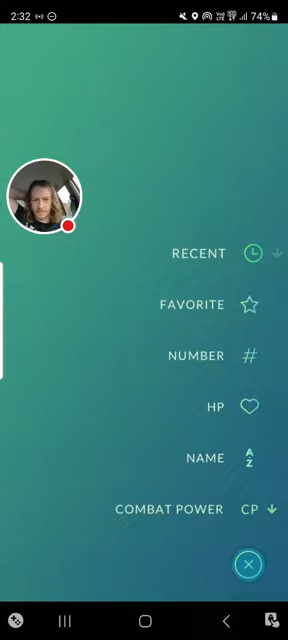 2:32
74%
RECENT
FAVORITE
NUMBER #
HP
NAME A Z
COMBAT POWER CP